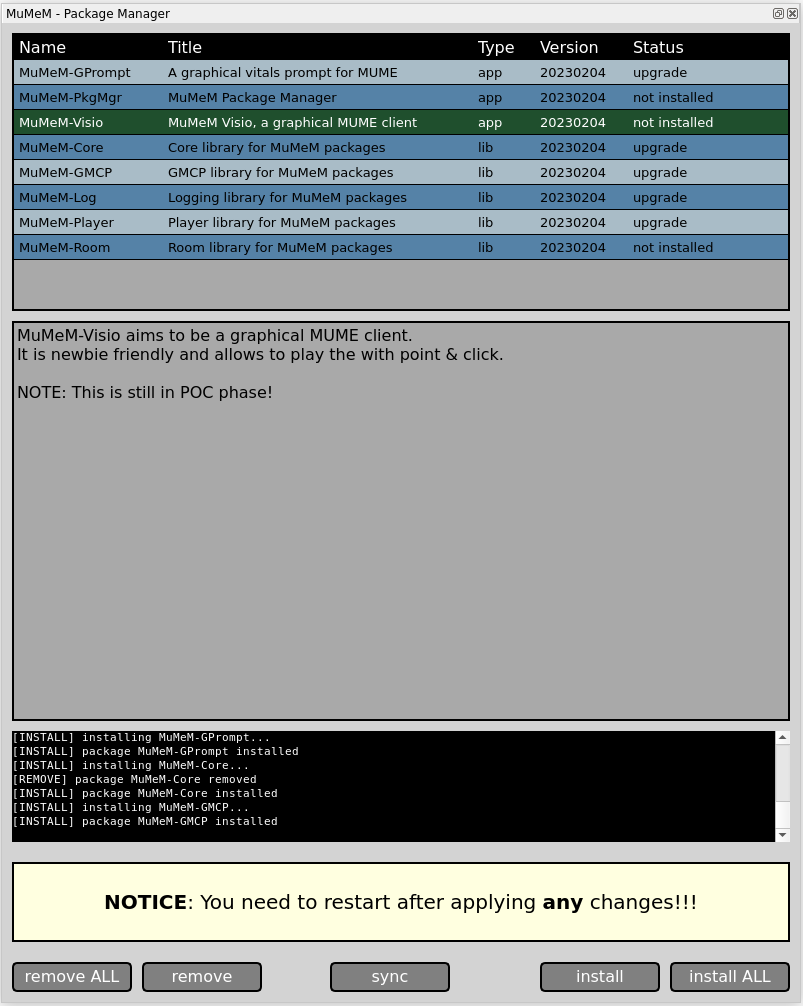 MuMeM - Package Manager
Name Title Type Version Status
MuMeM-GPrompt A graphical vitals prompt for MUME app 20230204 upgrade
MuMeM-PkgMgr MuMeM Package Manager app 20230204 not installed
MuMeM-Visio MuMeM Visio, a graphical MUME client app 20230204 not installed
MuMeM-Core Core library for MuMeM packages lib 20230204 upgrade
MuMeM-GMCP GMCP library for MuMeM packages lib 20230204 upgrade
MuMeM-Log Logging library for MuMeM packages lib 20230204 upgrade
MuMeM-Player Player library for MuMeM packages lib 20230204 upgrade
MuMeM-Room Room library for MuMeM packages lib 20230204 not installed
MuMeM-Visio aims to be a graphical MUME client.
It is newbie friendly and allows to play the with point & click.
NOTE: This is still in POC phase!
[INSTALL] installing MuMeM-GPrompt...
[INSTALL] package MuMeM-GPrompt installed
[INSTALL] installing MuMeM-Core...
[REMOVE] package MuMeM-Core removed
[INSTALL] package MuMeM-Core installed
[INSTALL] installing MuMeM-GMCP...
[INSTALL] package MuMeM-GMCP installed
NOTICE: You need to restart after applying any changes!!!
remove ALL remove sync install install ALL